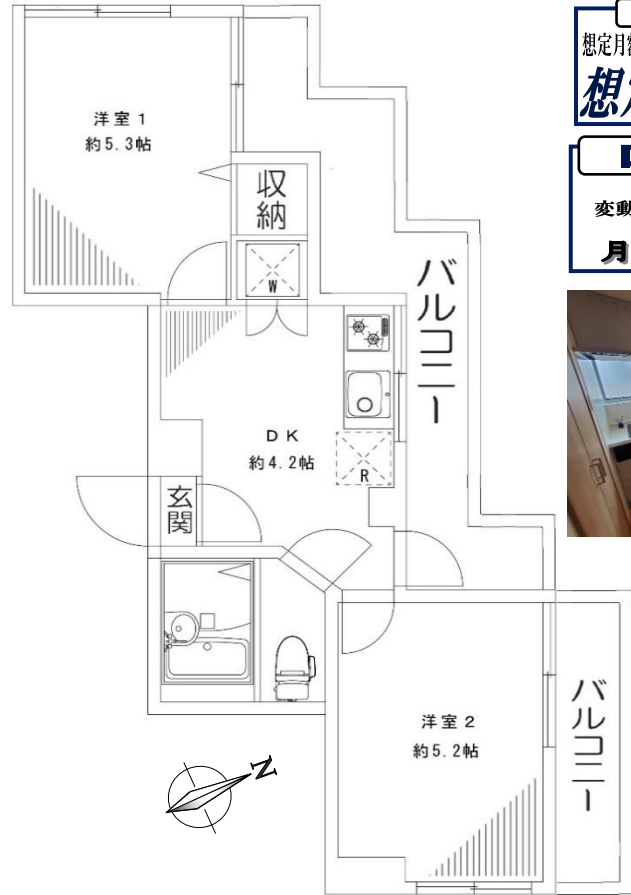 洋室1
約5.3帖
収納
W
バルコニー
DK
約4.2帖
R
玄関
洋室2
約5.2帖
バルコニー
N
想定月
変動
月